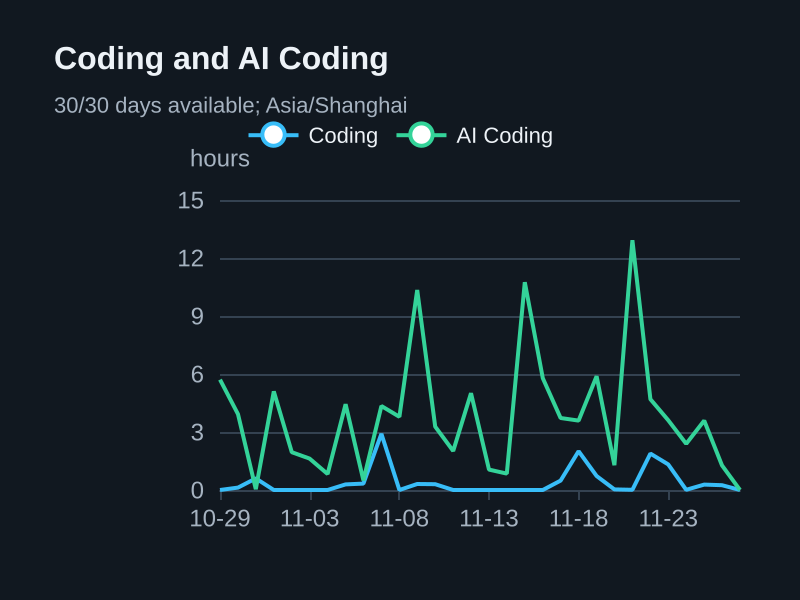 Coding and AI Coding
30/30 days available; Asia/Shanghai
Coding AI Coding
hours
15
12
9
6
3
0
10-29 11-03 11-08 11-13 11-18 11-23